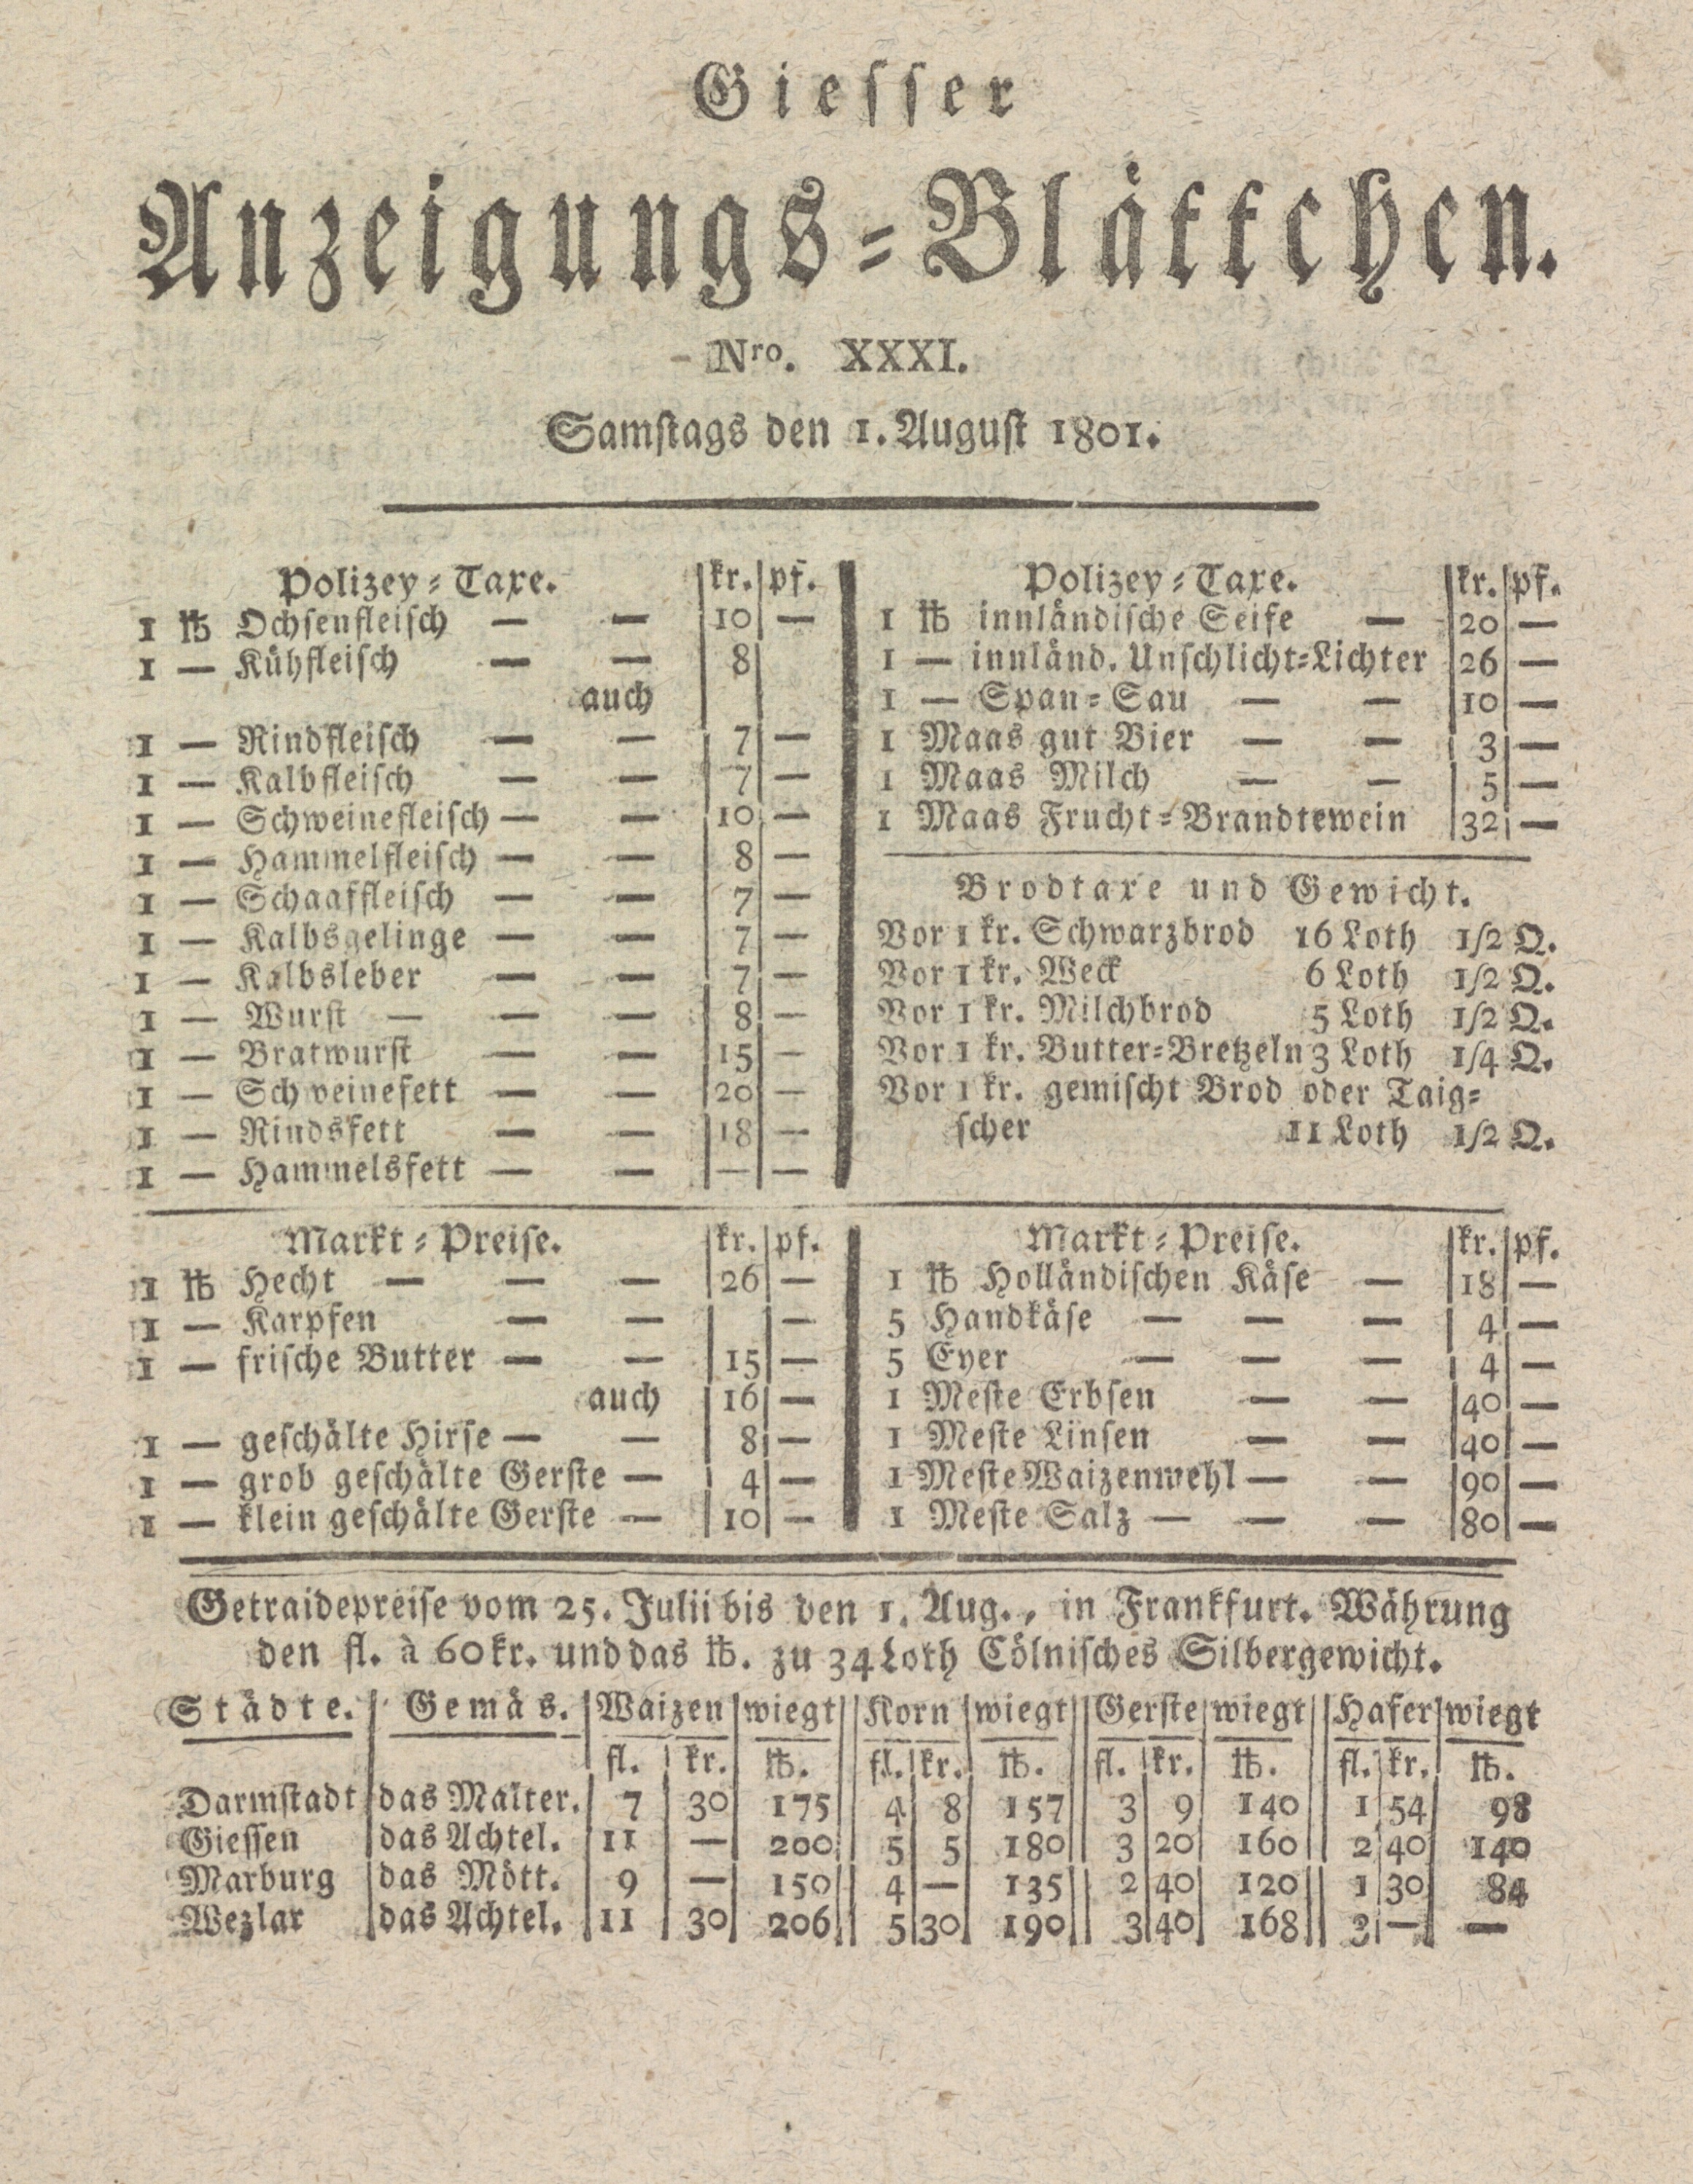 Giesser
Anzeigungs-Blättchen.
Nro. XXXI.
Samstags den 1. August 1801.
Polizey-Taxe. kr. pf.
1 ℔ Ochsenfleisch — — 10 —
1 — Kühfleisch — — 8
auch
1 — Rindfleisch — — 7 —
1 — Kalbfleisch — — 7 —
1 — Schweinefleisch — — 10 —
1 — Hammelfleisch — — 8 —
1 — Schaaffleisch — — 7 —
1 — Kalbsgelinge — — 7 —
1 — Kalbsleber — — 7 —
1 — Wurst — — — 8 —
1 — Bratwurst — — 15 —
1 — Schweinefett — — 20 —
1 — Rindsfett — — 18 —
1 — Hammelsfett — — — —
Polizey-Taxe. kr. pf.
1 ℔ innländische Seife — 20 —
1 — innländ. Unschlicht-Lichter 26 —
1 — Span-Sau — — 10 —
1 Maas gut Bier — — 3 —
1 Maas Milch — — 5 —
1 Maas Frucht-Brandtewein 32 —
Brodtaxe und Gewicht.
Vor 1 kr. Schwarzbrod 16 Loth 1/2 Q.
Vor 1 kr. Weck 6 Loth 1/2 Q.
Vor 1 kr. Milchbrod 5 Loth 1/2 Q.
Vor 1 kr. Butter-Bretzeln 3 Loth 1/4 Q.
Vor 1 kr. gemischt Brod oder Taig-
scher 11 Loth 1/2 Q.
Markt-Preise. kr. pf.
1 ℔ Hecht — — — 26 —
1 — Karpfen — — —
1 — frische Butter — — 15 —
auch 16 —
1 — geschälte Hirse — — 8 —
1 — grob geschälte Gerste — 4 —
1 — klein geschälte Gerste — 10 —
Markt-Preise. kr. pf.
1 ℔ Holländischen Käse — 18 —
5 Handkäse — — — 4 —
5 Eyer — — — 4 —
1 Meste Erbsen — — 40 —
1 Meste Linsen — — 40 —
1 Meste Waizenwehl — — 90 —
1 Meste Salz — — — 80 —
Getraidepreise vom 25. Julii bis den 1. Aug., in Frankfurt. Währung
den fl. à 60 kr. und das ℔. zu 34 Loth Cölnisches Silbergewicht.
Städte. Gemäs. Waizen wiegt Korn wiegt Gerste wiegt Hafer wiegt
fl. kr. ℔. fl. kr. ℔. fl. kr. ℔. fl. kr. ℔.
Darmstadt das Malter. 7 30 175 4 8 157 3 9 140 1 54 98
Giessen das Achtel. 11 — 200 5 5 180 3 20 160 2 40 140
Marburg das Mött. 9 — 150 4 — 135 2 40 120 1 30 84
Wezlar das Achtel. 11 30 206 5 30 190 3 40 168 3 — —